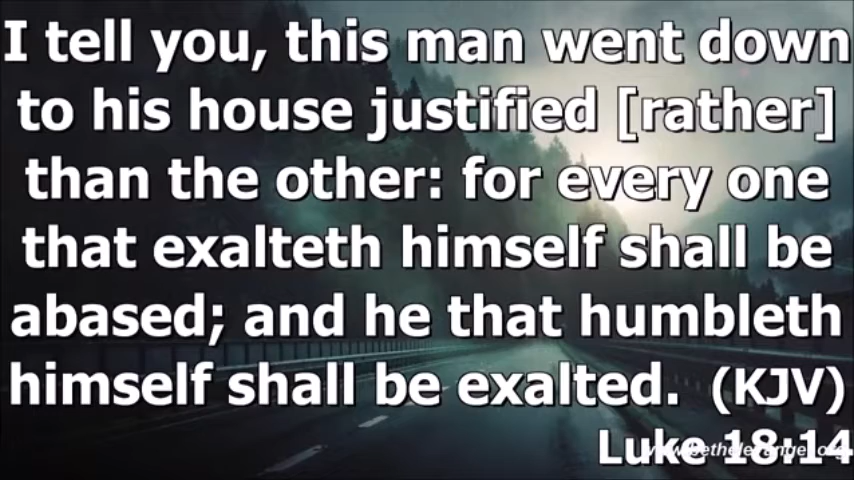 I tell you, this man went down
to his house justified [rather]
than the other: for every one
that exalteth himself shall be
abased; and he that humbleth
himself shall be exalted. (KJV)
Luke 18:14